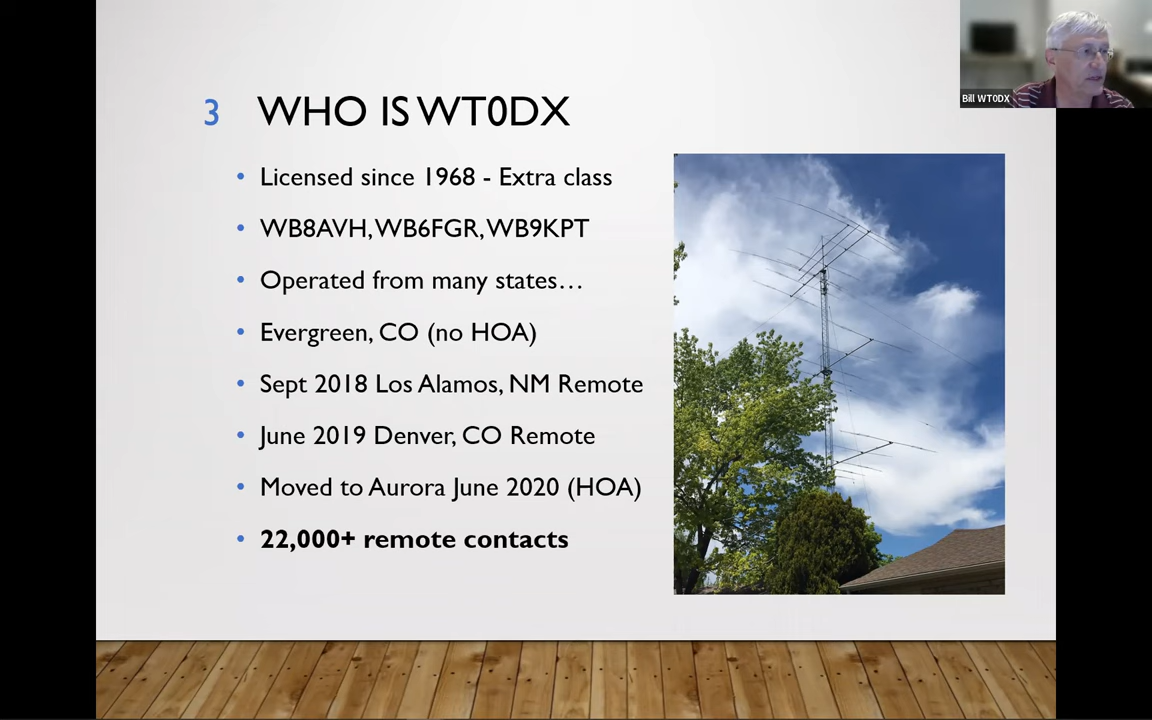 3 WHO IS WT0DX
Bill WT0DX
• Licensed since 1968 - Extra class
• WB8AVH, WB6FGR, WB9KPT
• Operated from many states…
• Evergreen, CO (no HOA)
• Sept 2018 Los Alamos, NM Remote
• June 2019 Denver, CO Remote
• Moved to Aurora June 2020 (HOA)
• 22,000+ remote contacts